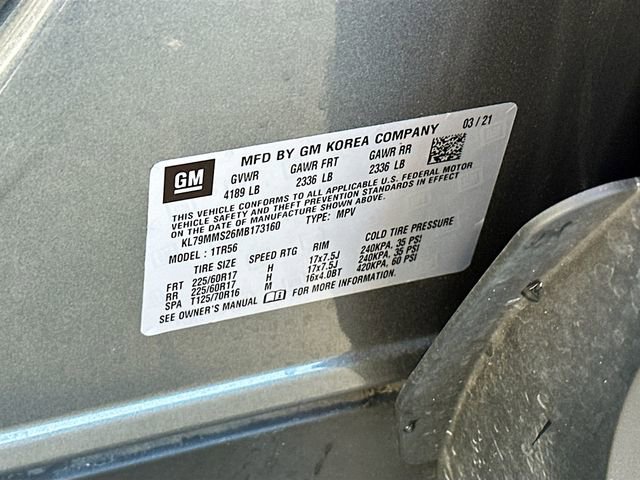 GM
MFD BY GM KOREA COMPANY 03 / 21
GVWR GAWR FRT GAWR RR
4189 LB 2336 LB 2336 LB
THIS VEHICLE CONFORMS TO ALL APPLICABLE U.S. FEDERAL MOTOR
VEHICLE SAFETY AND THEFT PREVENTION STANDARDS IN EFFECT
ON THE DATE OF MANUFACTURE SHOWN ABOVE.
KL79MMS26MB173160 TYPE: MPV
MODEL : 1TR56
TIRE SIZE SPEED RTG RIM COLD TIRE PRESSURE
FRT 225/60R17 H 17x7.5J 240KPA, 35 PSI
RR 225/60R17 H 17x7.5J 240KPA, 35 PSI
SPA T125/70R16 M 16x4.0BT 420KPA, 60 PSI
SEE OWNER'S MANUAL FOR MORE INFORMATION.